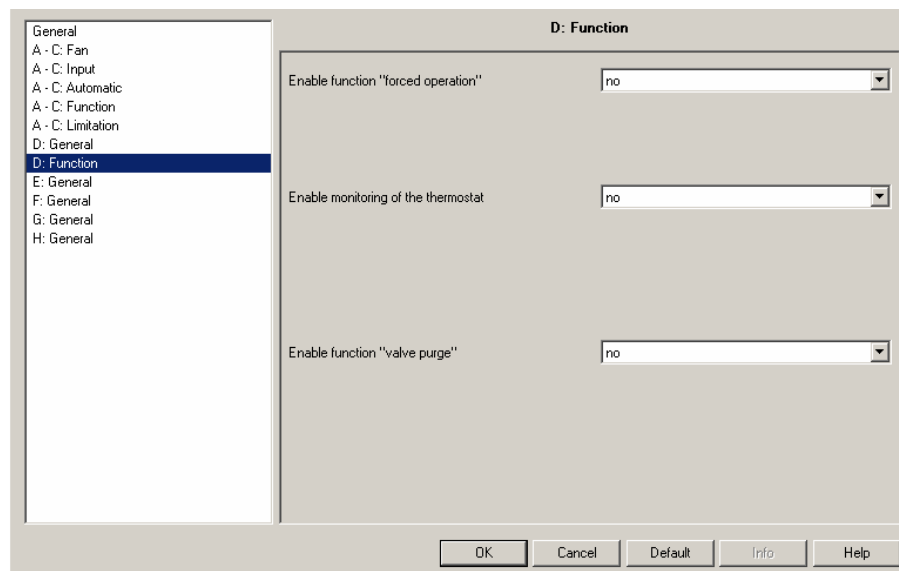 D: Function
General
A - C: Fan
A - C: Input
A - C: Automatic
A - C: Function
A - C: Limitation
D: General
D: Function
E: General
F: General
G: General
H: General
Enable function "forced operation"
no
Enable monitoring of the thermostat
no
Enable function "valve purge"
no
OK
Cancel
Default
Info
Help